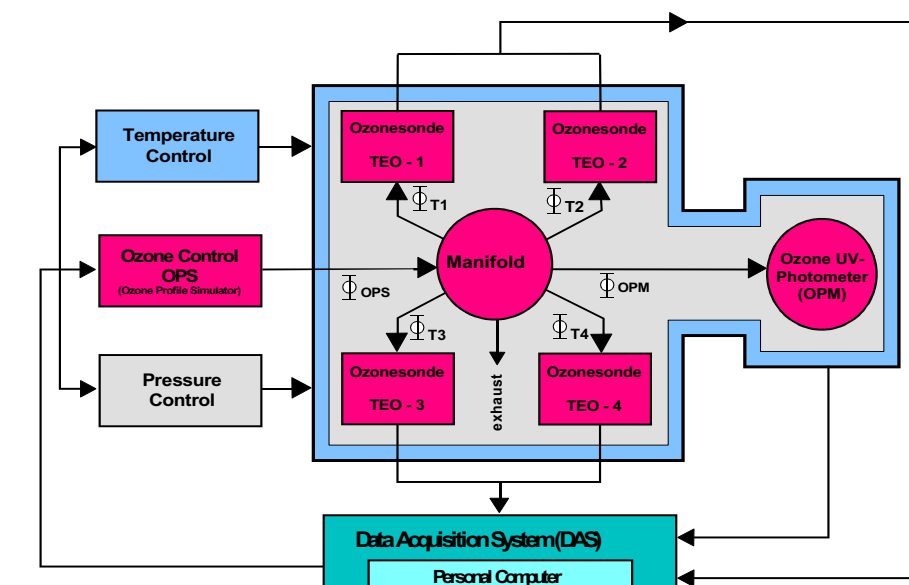 Ozonesonde
TEO - 1
Ozonesonde
TEO - 2
Temperature
Control
Φ T1
Φ T2
Ozone Control
OPS
(Ozone Profile Simulator)
Manifold
Ozone UV-
Photometer
(OPM)
Φ OPS
Φ OPM
Φ T3
Φ T4
Pressure
Control
Ozonesonde
TEO - 3
exhaust
Ozonesonde
TEO - 4
Data Acquisition System (DAS)
Personal Computer